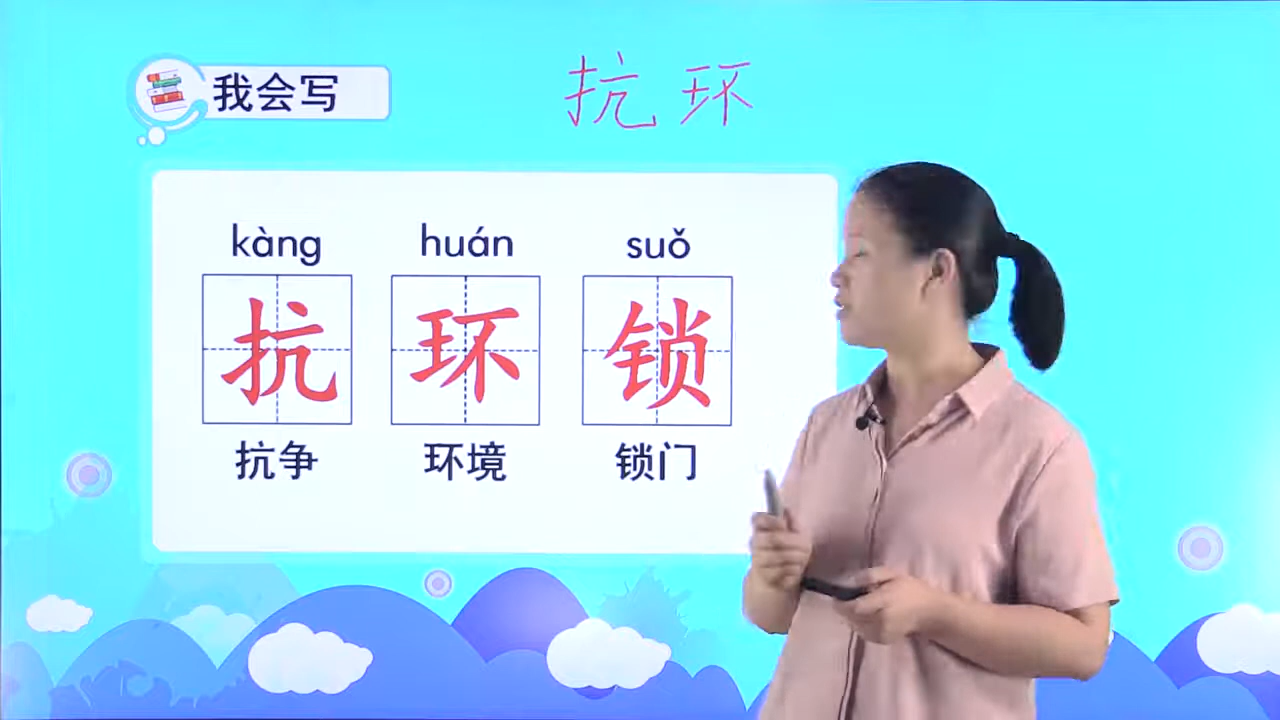 我会写
抗 环
kàng huán suǒ
抗 环 锁
抗争 环境 锁门